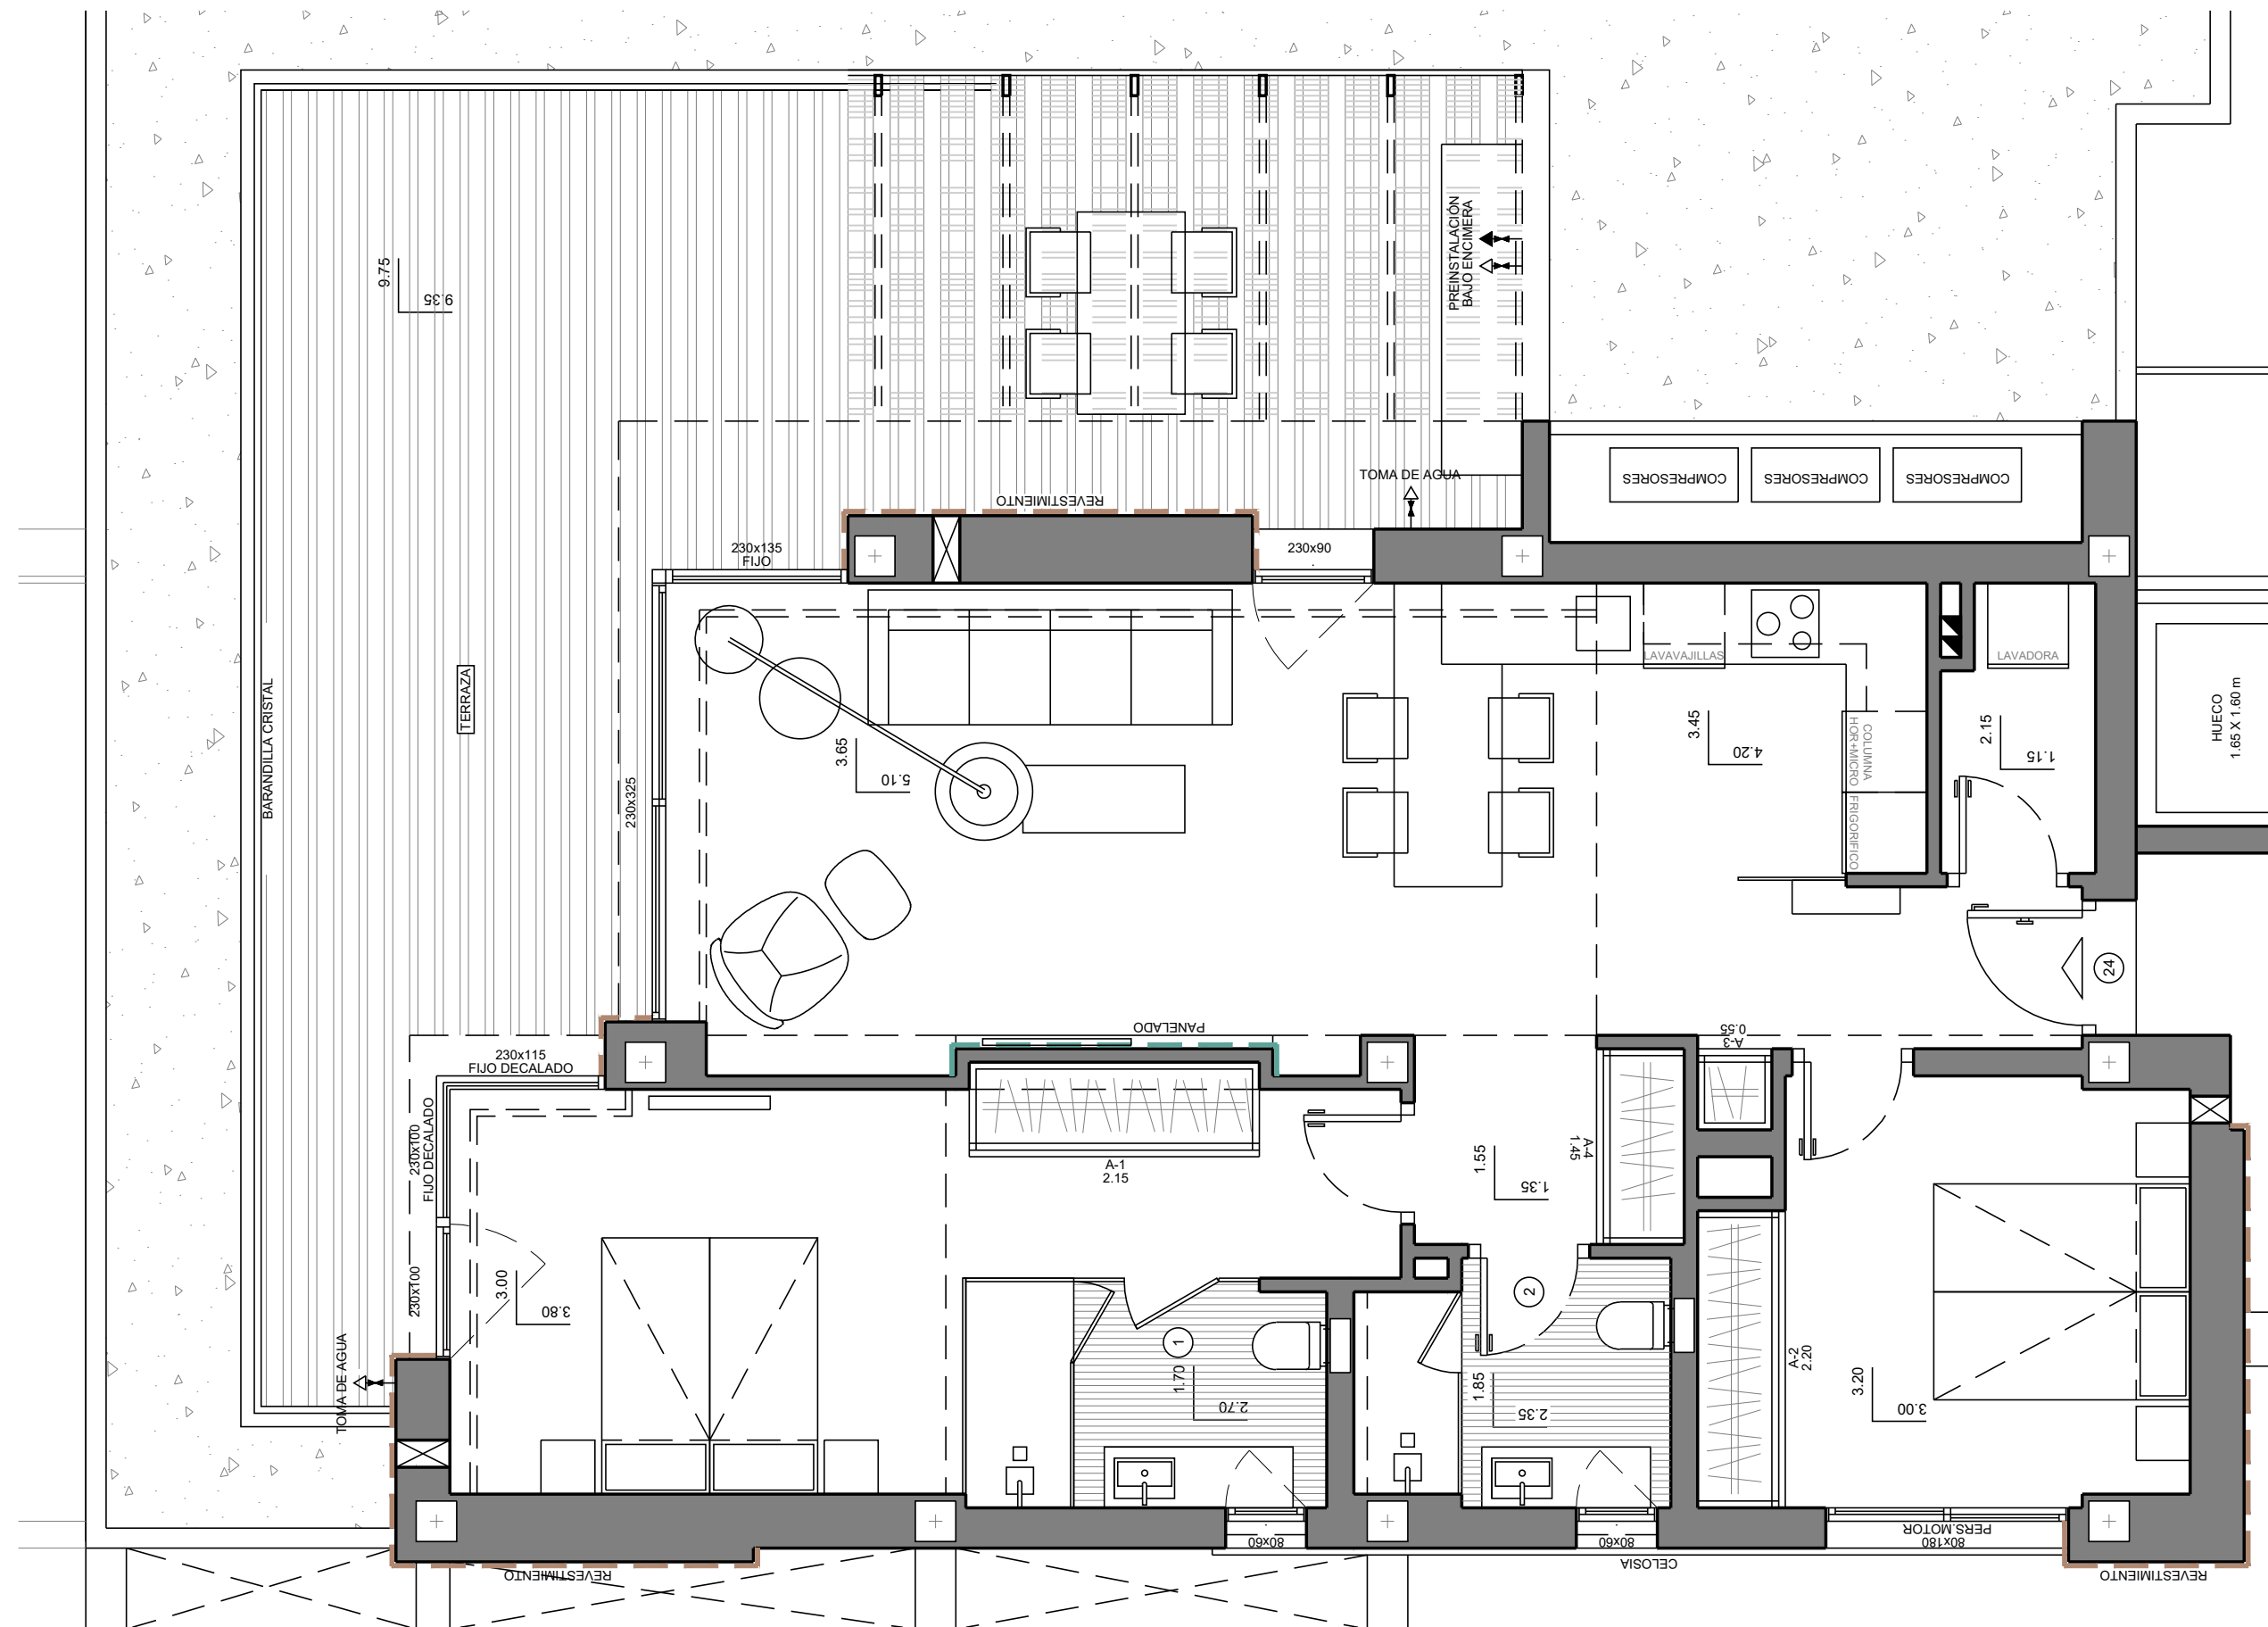 9.75
9.35
PREINSTALACIÓN
BAJO ENCIMERA
TOMA DE AGUA
COMPRESORES
COMPRESORES
COMPRESORES
REVESTIMIENTO
230x135
FIJO
230x90
BARANDILLA CRISTAL
TERRAZA
230x325
3.65
5.10
LAVAVAJILLAS
3.45
4.20
COLUMNA
HOR+MICRO
FRIGORIFICO
LAVADORA
2.15
1.15
HUECO
1.65 X 1.60 m
24
PANELADO
230x115
FIJO DECALADO
230x100
FIJO DECALADO
230x100
3.00
3.80
TOMA DE AGUA
A-1
2.15
1.55
1.35
A-4
1.45
A-3
0.55
1
1.70
2.70
2
1.85
2.35
A-2
2.20
3.20
3.00
80x60
80x60
PERS.MOTOR
80x180
CELOSIA
REVESTIMIENTO
REVESTIMIENTO